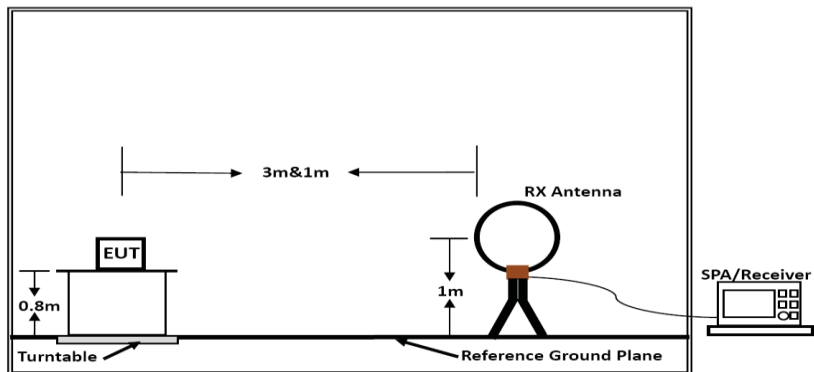 3m&1m
RX Antenna
EUT
SPA/Receiver
0.8m
1m
Turntable
Reference Ground Plane